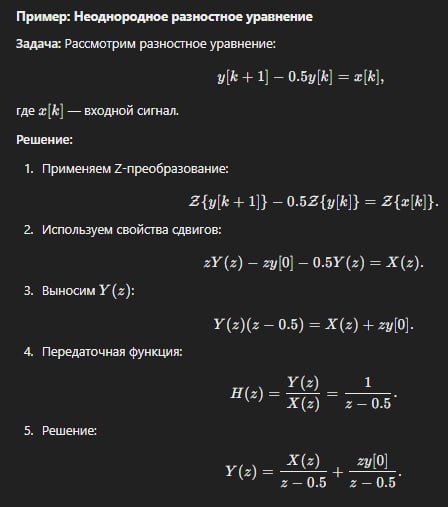 Пример: Неоднородное разностное уравнение
Задача: Рассмотрим разностное уравнение:
y[k + 1] − 0.5y[k] = x[k],
где x[k] — входной сигнал.
Решение:
1. Применяем Z-преобразование:
𝒵{y[k + 1]} − 0.5𝒵{y[k]} = 𝒵{x[k]}.
2. Используем свойства сдвигов:
zY(z) − zy[0] − 0.5Y(z) = X(z).
3. Выносим Y(z):
Y(z)(z − 0.5) = X(z) + zy[0].
4. Передаточная функция:
H(z) = Y(z)/X(z) = 1/(z − 0.5).
5. Решение:
Y(z) = X(z)/(z − 0.5) + zy[0]/(z − 0.5).